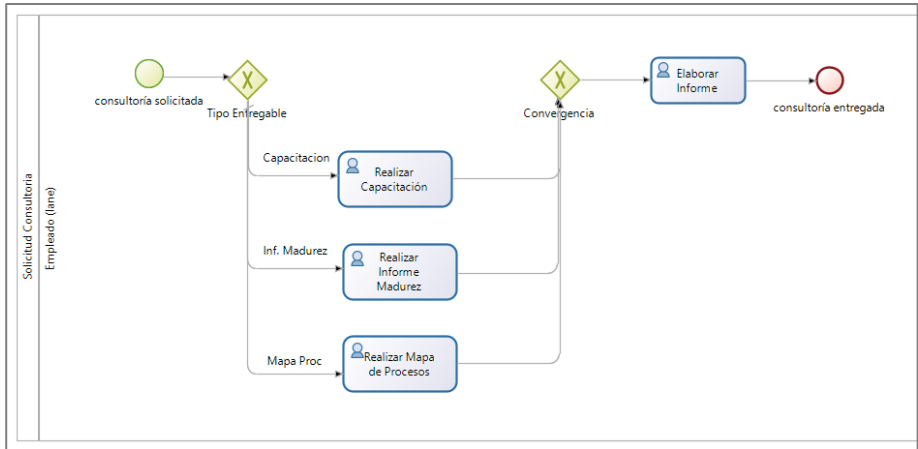 Solicitud Consultoria
Empleado (lane)
consultoría solicitada
Tipo Entregable
Capacitacion
Realizar
Capacitación
Inf. Madurez
Realizar
Informe
Madurez
Mapa Proc
Realizar Mapa
de Procesos
Convergencia
Elaborar
Informe
consultoría entregada